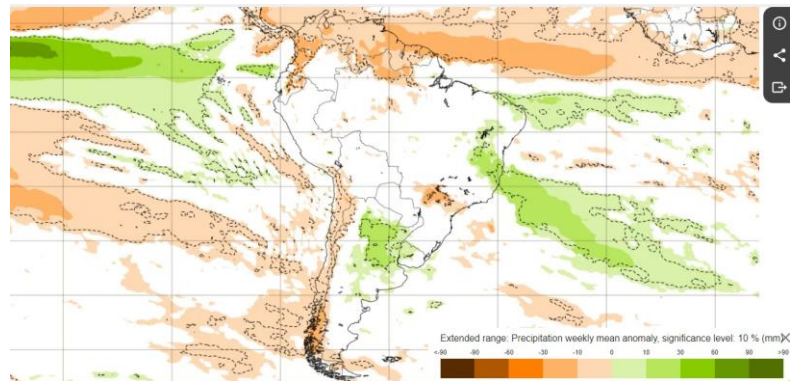 Extended range: Precipitation weekly mean anomaly, significance level: 10 % (mm)
<-90 -90 -60 -30 -10 0 10 30 60 90 >90